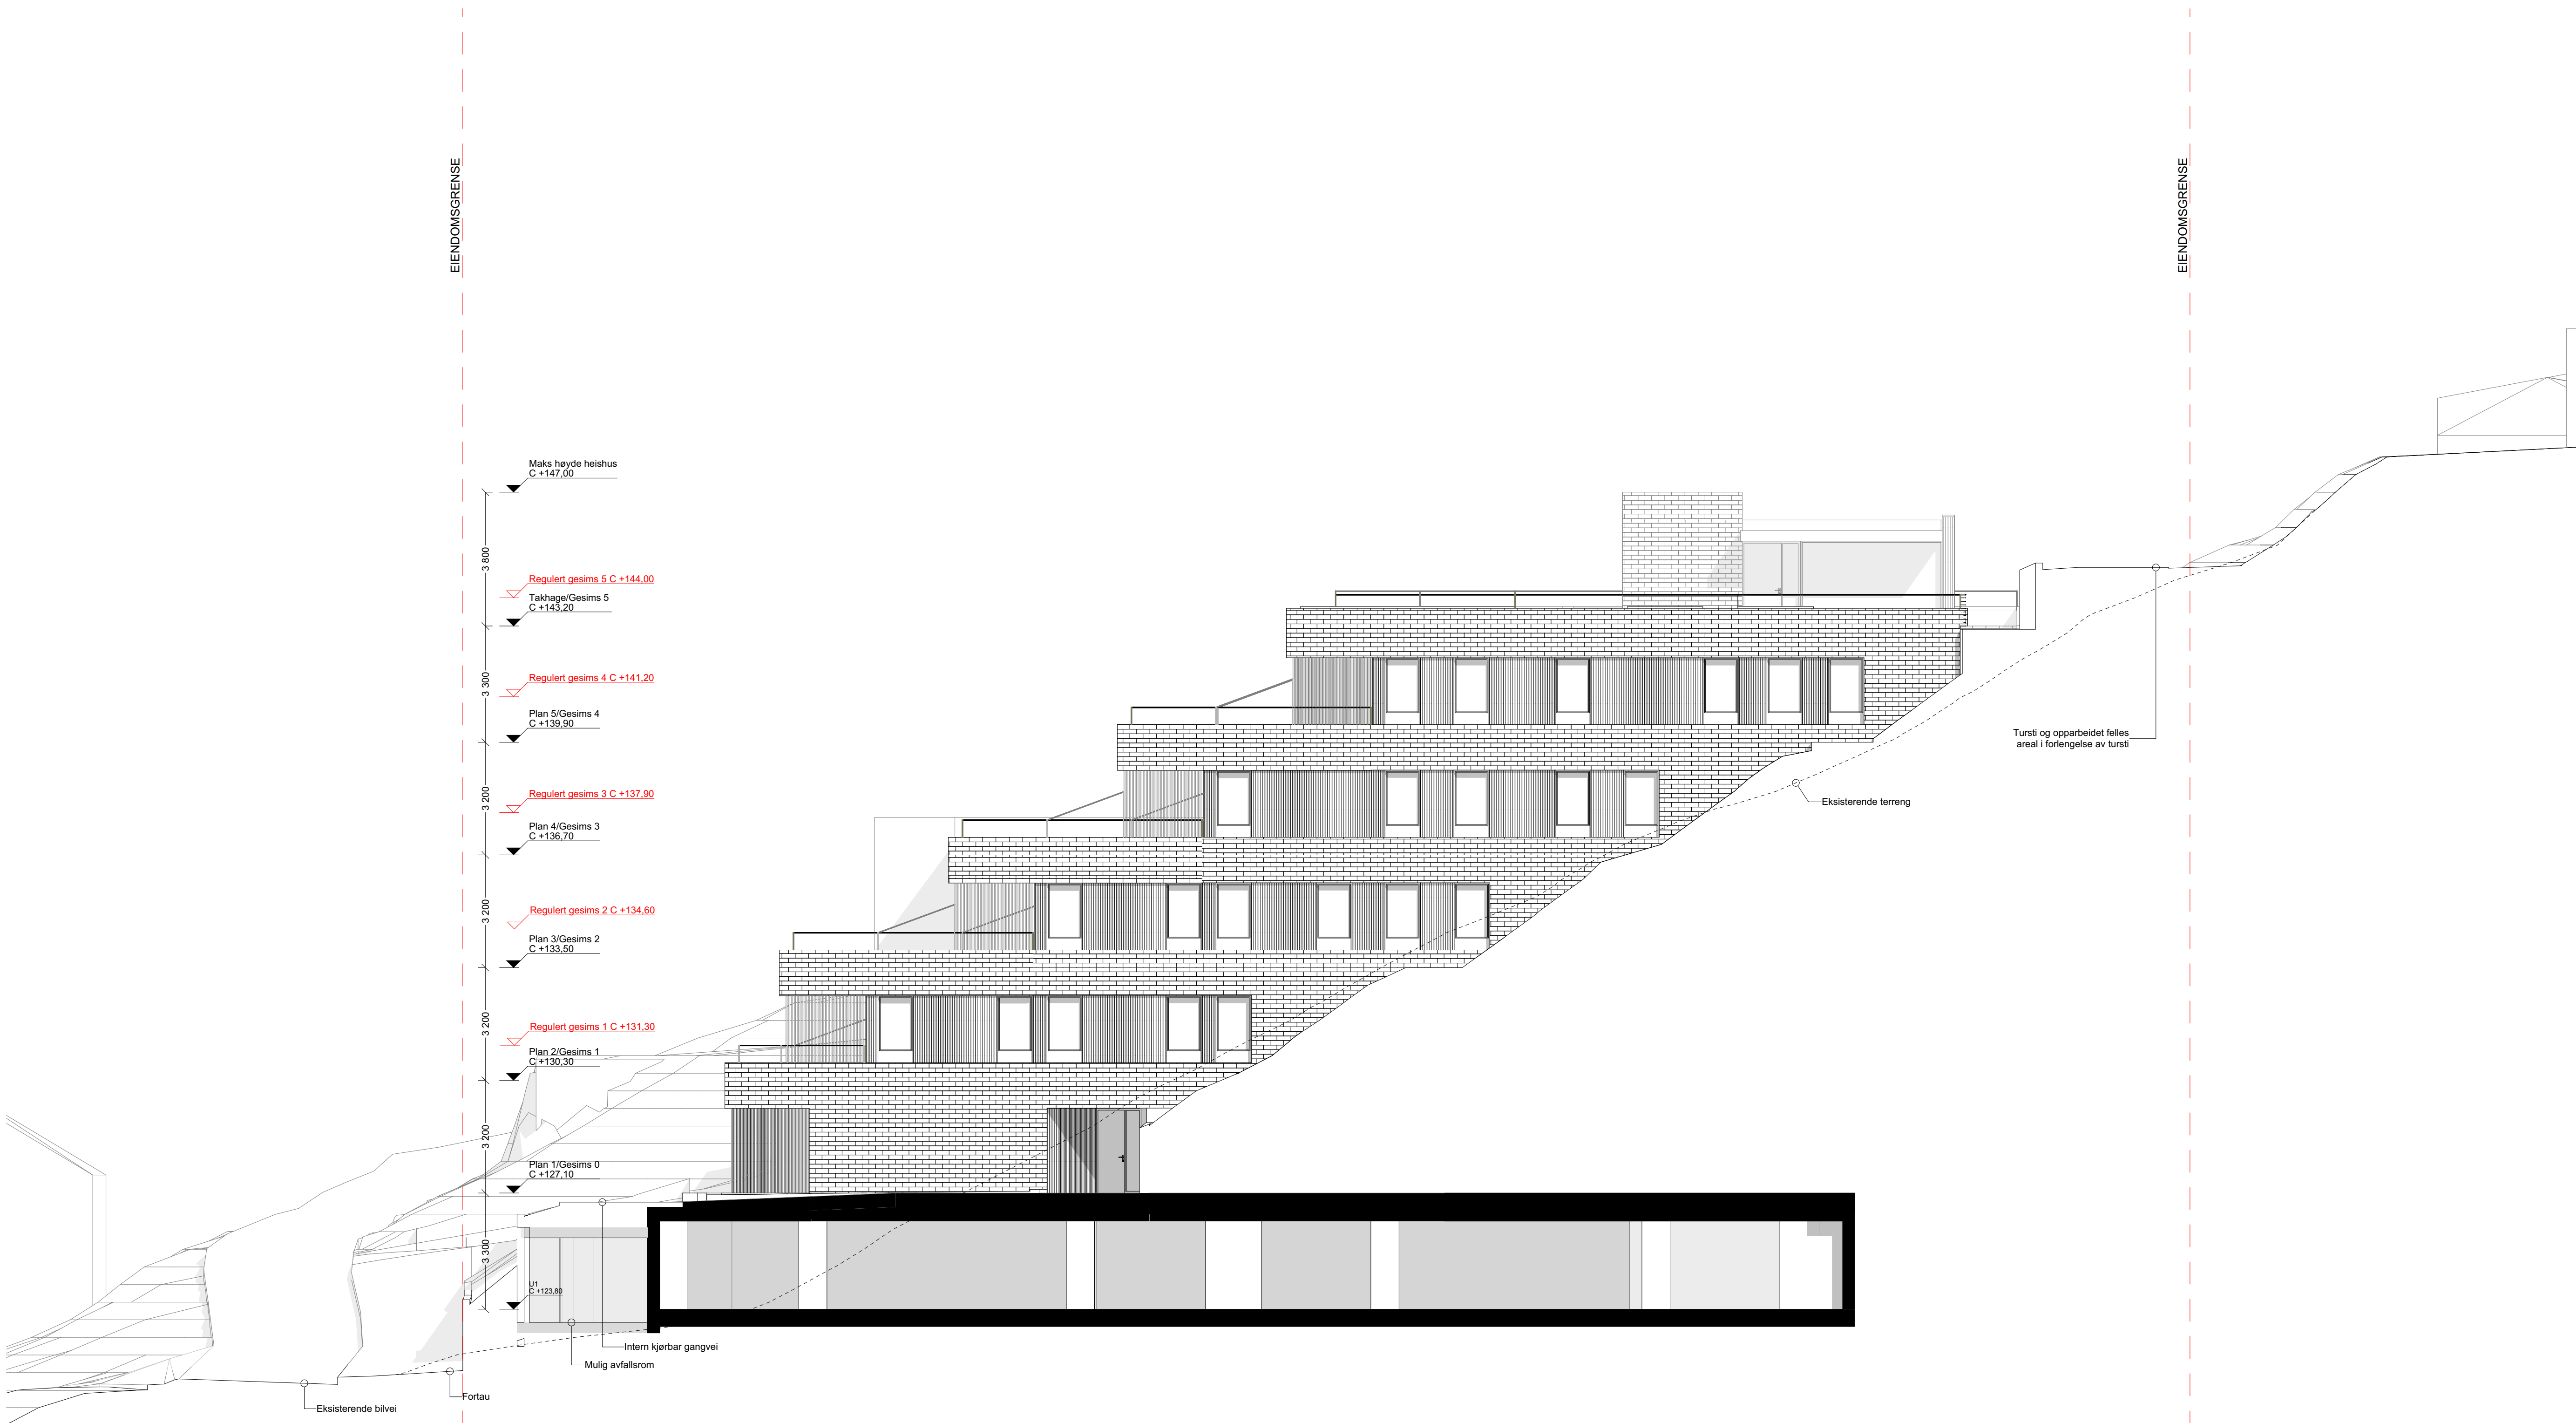 EIENDOMSGRENSE
EIENDOMSGRENSE
Maks høyde heishus
C +147,00
3 800
Regulert gesims 5 C +144,00
Takhage/Gesims 5
C +143,20
3 300
Regulert gesims 4 C +141,20
Plan 5/Gesims 4
C +139,90
Tursti og opparbeidet felles
areal i forlengelse av tursti
3 200
Regulert gesims 3 C +137,90
Eksisterende terreng
Plan 4/Gesims 3
C +136,70
3 200
Regulert gesims 2 C +134,60
Plan 3/Gesims 2
C +133,50
3 200
Regulert gesims 1 C +131,30
Plan 2/Gesims 1
C +130,30
3 200
Plan 1/Gesims 0
C +127,10
3 300
U1
C +123,80
Intern kjørbar gangvei
Mulig avfallsrom
Fortau
Eksisterende bilvei